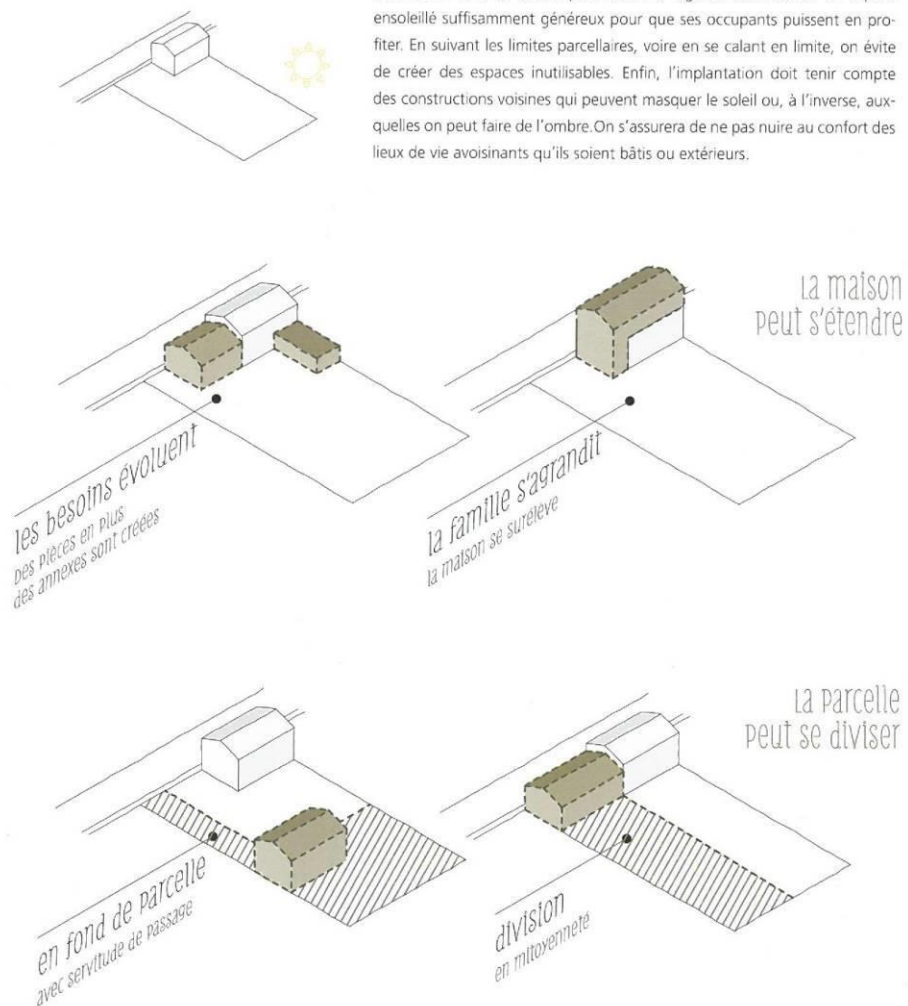 ensoleillé suffisamment généreux pour que ses occupants puissent en pro-
fiter. En suivant les limites parcellaires, voire en se calant en limite, on évite
de créer des espaces inutilisables. Enfin, l'implantation doit tenir compte
des constructions voisines qui peuvent masquer le soleil ou, à l'inverse, aux-
quelles on peut faire de l'ombre.On s'assurera de ne pas nuire au confort des
lieux de vie avoisinants qu'ils soient bâtis ou extérieurs.
La maison
peut s'étendre
les besoins évoluent
des pièces en plus
des annexes sont créées
la famille s'agrandit
la maison se surélève
La parcelle
peut se diviser
en fond de parcelle
avec servitude de passage
division
en mitoyenneté